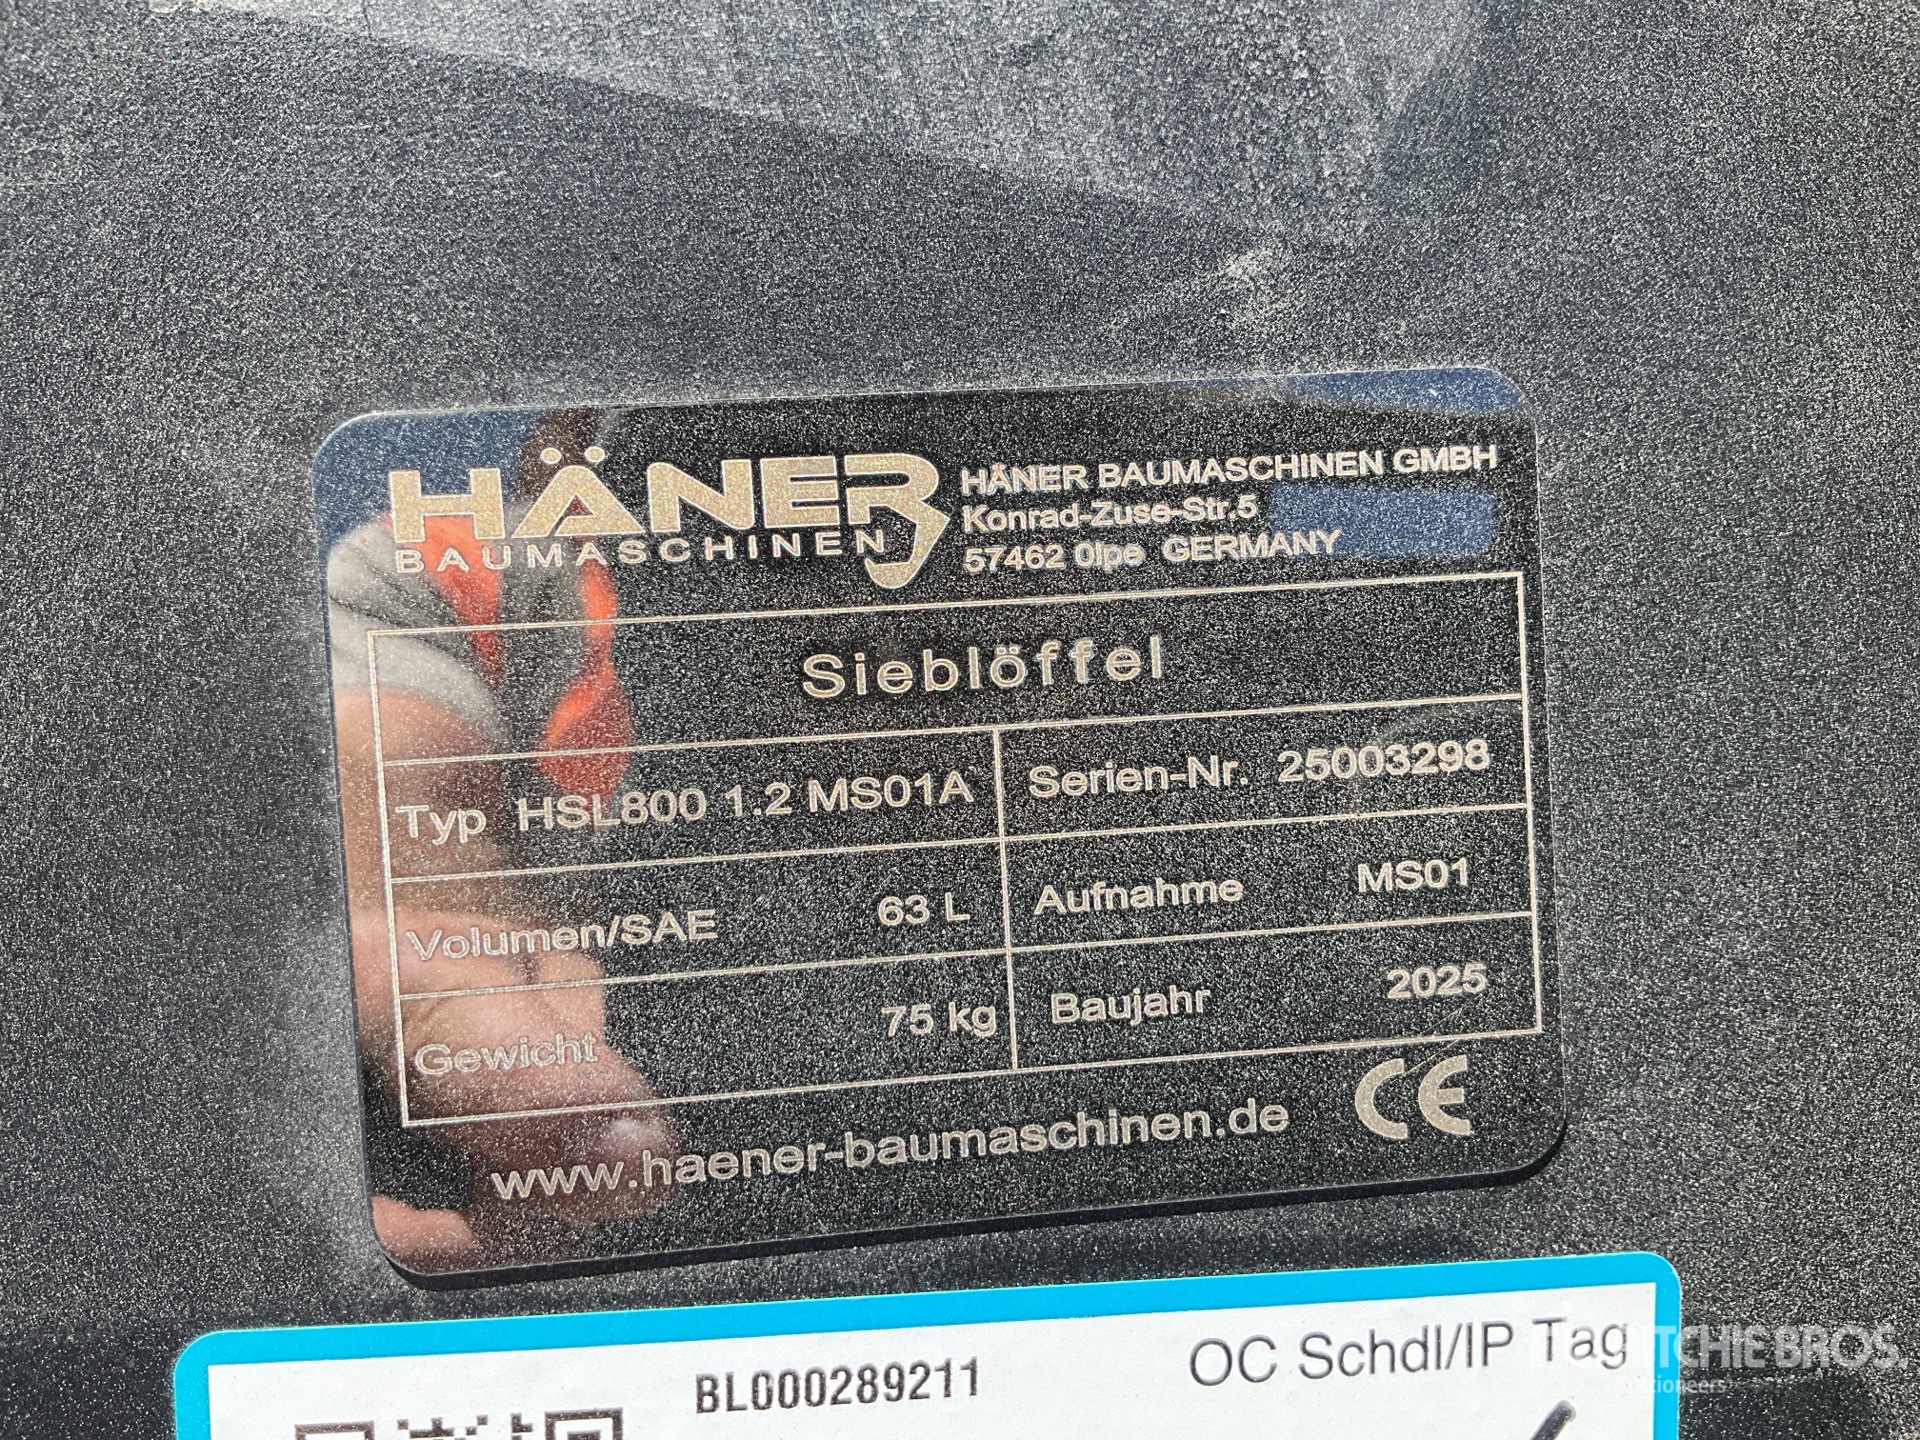 HÄNER
BAUMASCHINEN
HÄNER BAUMASCHINEN GMBH
Konrad-Zuse-Str.5
57462 0lpe GERMANY
Sieblöffel
Typ HSL800 1.2 MS01A
Serien-Nr. 25003298
Volumen/SAE 63 L
Aufnahme MS01
Gewicht 75 kg
Baujahr 2025
www.haener-baumaschinen.de
CE
BL000289211
OC Schdl/IP Tag